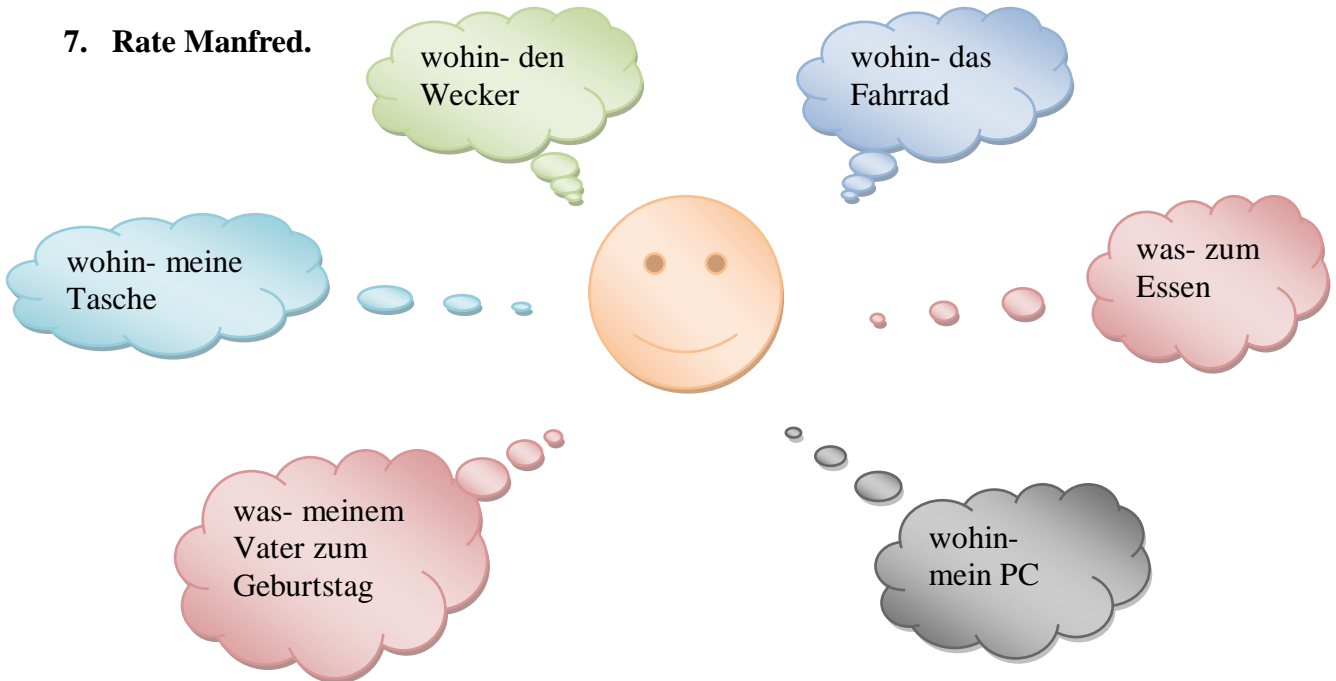 7. Rate Manfred.
wohin- den
Wecker
wohin- das
Fahrrad
wohin- meine
Tasche
was- zum
Essen
was- meinem
Vater zum
Geburtstag
wohin-
mein PC